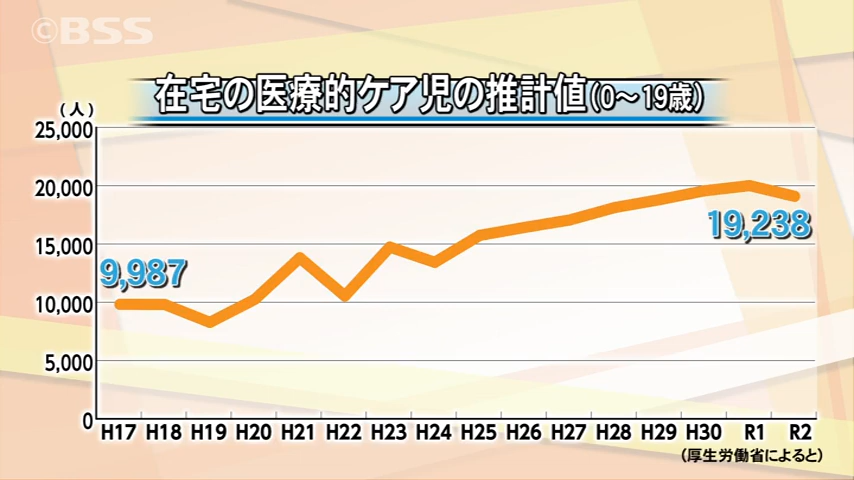 ©BSS
在宅の医療的ケア児の推計値(0～19歳)
(人)
25,000
20,000
19,238
15,000
9,987
10,000
5,000
0
H17 H18 H19 H20 H21 H22 H23 H24 H25 H26 H27 H28 H29 H30 R1 R2
(厚生労働省によると)